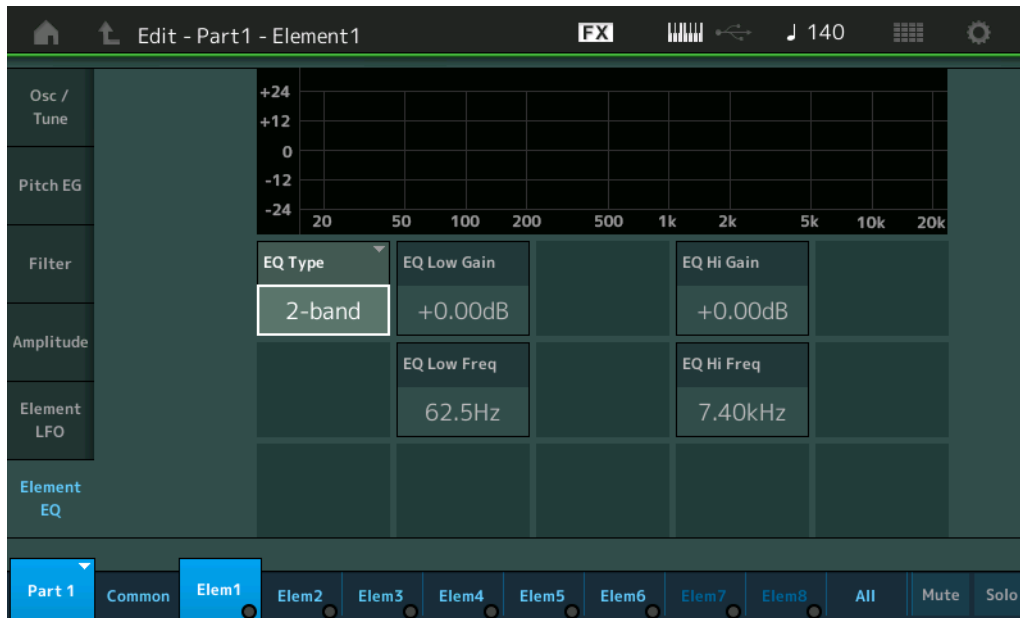 Edit - Part1 - Element1 FX 140
Osc /
Tune
Pitch EG
Filter
Amplitude
Element
LFO
Element
EQ
+24
+12
0
-12
-24
20 50 100 200 500 1k 2k 5k 10k 20k
EQ Type EQ Low Gain EQ Hi Gain
2-band +0.00dB +0.00dB
EQ Low Freq EQ Hi Freq
62.5Hz 7.40kHz
Part 1 Common Elem1 Elem2 Elem3 Elem4 Elem5 Elem6 Elem7 Elem8 All Mute Solo